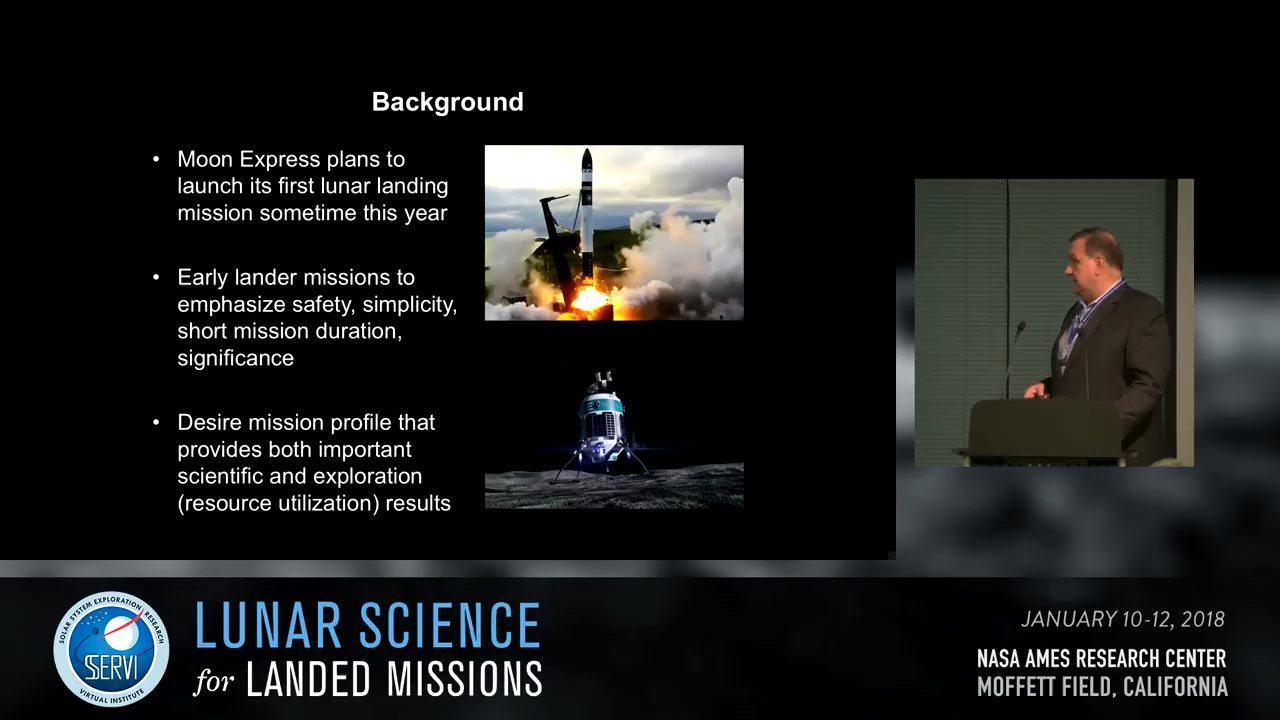 Background
• Moon Express plans to
launch its first lunar landing
mission sometime this year
• Early lander missions to
emphasize safety, simplicity,
short mission duration,
significance
• Desire mission profile that
provides both important
scientific and exploration
(resource utilization) results
SOLAR SYSTEM EXPLORATION RESEARCH
SSERVI
VIRTUAL INSTITUTE
LUNAR SCIENCE
for LANDED MISSIONS
JANUARY 10-12, 2018
NASA AMES RESEARCH CENTER
MOFFETT FIELD, CALIFORNIA